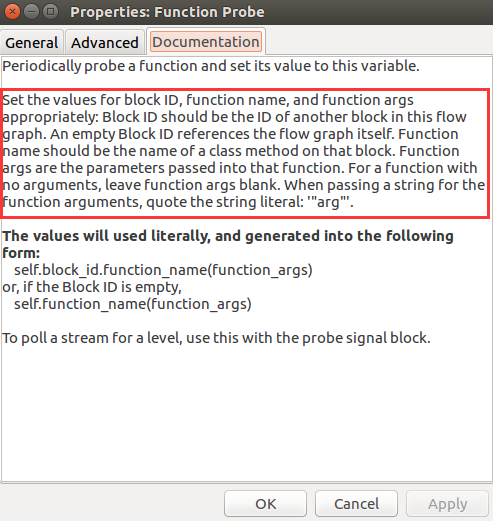 Properties: Function Probe
General Advanced Documentation
Periodically probe a function and set its value to this variable.
Set the values for block ID, function name, and function args
appropriately: Block ID should be the ID of another block in this flow
graph. An empty Block ID references the flow graph itself. Function
name should be the name of a class method on that block. Function
args are the parameters passed into that function. For a function with
no arguments, leave function args blank. When passing a string for the
function arguments, quote the string literal: '"arg"'.
The values will used literally, and generated into the following
form:
self.block_id.function_name(function_args)
or, if the Block ID is empty,
self.function_name(function_args)
To poll a stream for a level, use this with the probe signal block.
OK Cancel Apply